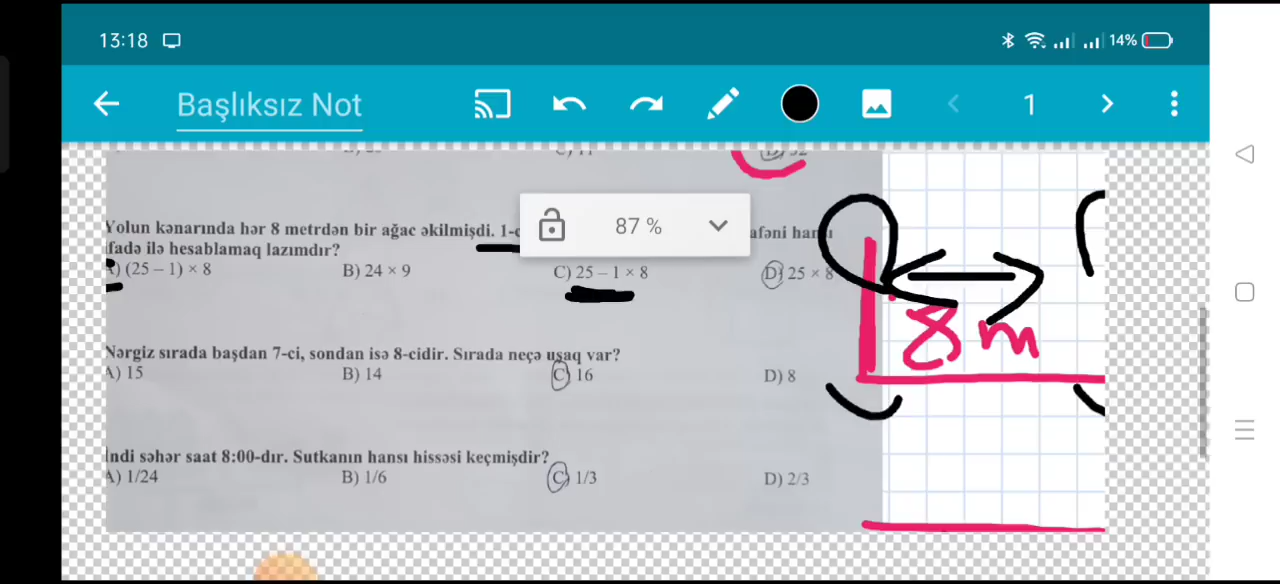 13:18
14%
Başlıksız Not
1
Yolun kənarında hər 8 metrdən bir ağac əkilmişdi.
87 %
ifadə ilə hesablamaq lazımdır?
A) (25 – 1) × 8 B) 24 × 9 C) 25 – 1 × 8 D) 25 × 8
8 m
Nərgiz sırada başdan 7-ci, sondan isə 8-cidir. Sırada neçə uşaq var?
A) 15 B) 14 C) 16 D) 8
İndi səhər saat 8:00-dır. Sutkanın hansı hissəsi keçmişdir?
A) 1/24 B) 1/6 C) 1/3 D) 2/3